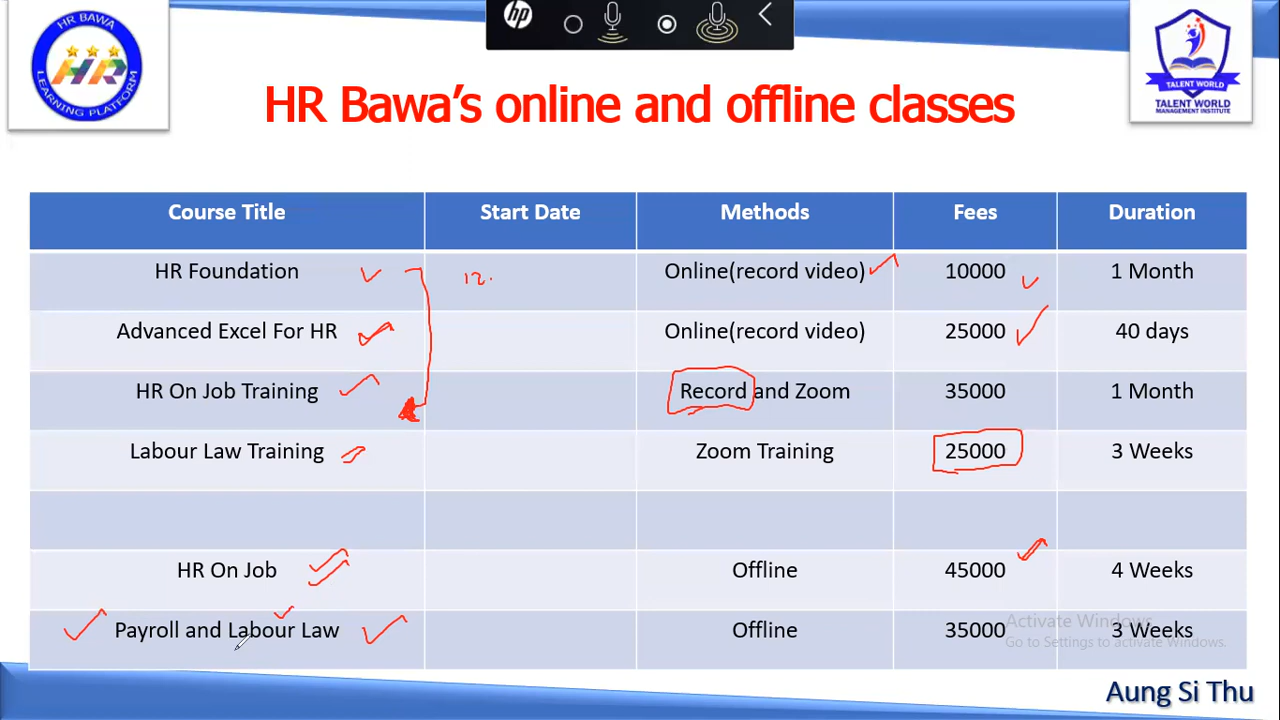 HR BAWA
HR
LEARNING PLATFORM
hp
TALENT WORLD
MANAGEMENT INSTITUTE
HR Bawa’s online and offline classes
Course Title Start Date Methods Fees Duration
HR Foundation 12. Online(record video) 10000 1 Month
Advanced Excel For HR Online(record video) 25000 40 days
HR On Job Training Record and Zoom 35000 1 Month
Labour Law Training Zoom Training 25000 3 Weeks
HR On Job Offline 45000 4 Weeks
Payroll and Labour Law Offline 35000 3 Weeks
Activate Windows
Go to Settings to activate Windows.
Aung Si Thu